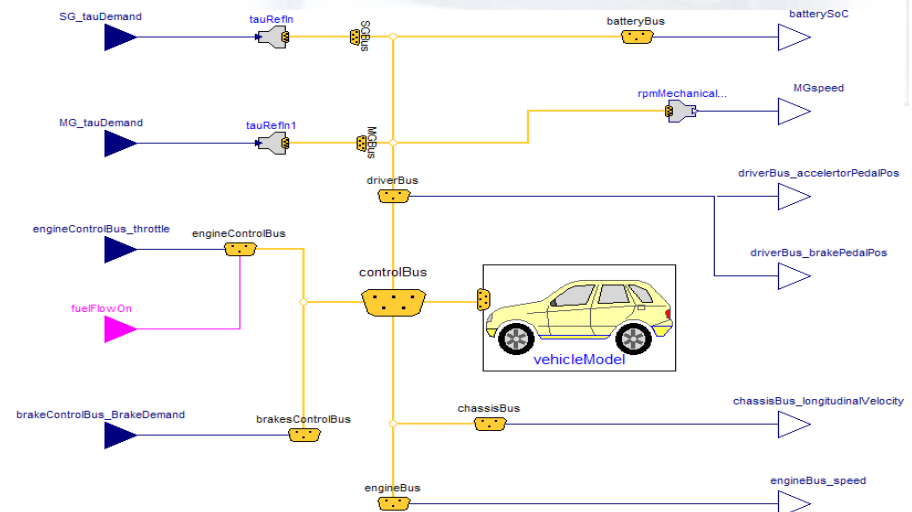 SG_tauDemand
tauRefIn
SGBus
batteryBus
batterySoC
MG_tauDemand
tauRefIn1
MGBus
rpmMechanical...
MGspeed
driverBus
driverBus_accelertorPedalPos
engineControlBus_throttle
engineControlBus
driverBus_brakePedalPos
controlBus
fuelFlowOn
vehicleModel
brakeControlBus_BrakeDemand
brakesControlBus
chassisBus
chassisBus_longitudinalVelocity
engineBus
engineBus_speed